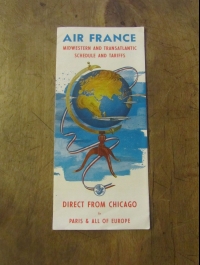 AIR FRANCE
MIDWESTERN AND TRANSATLANTIC
SCHEDULE AND TARIFFS
DIRECT FROM CHICAGO
PARIS & ALL OF EUROPE